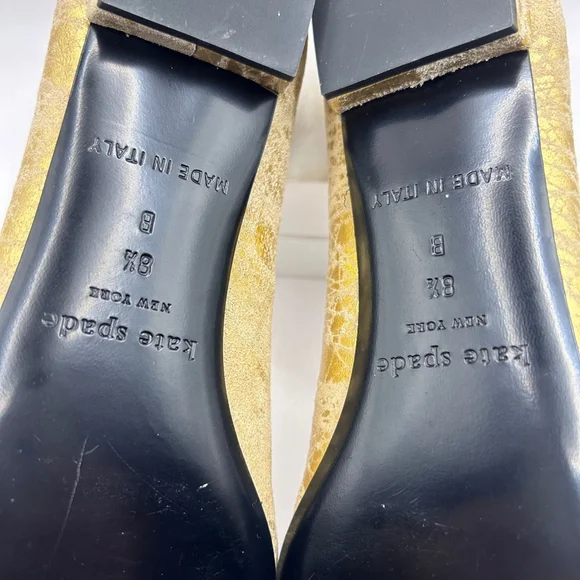 kate spade
NEW YORK
8½
B
MADE IN ITALY
kate spade
NEW YORK
8½
B
MADE IN ITALY